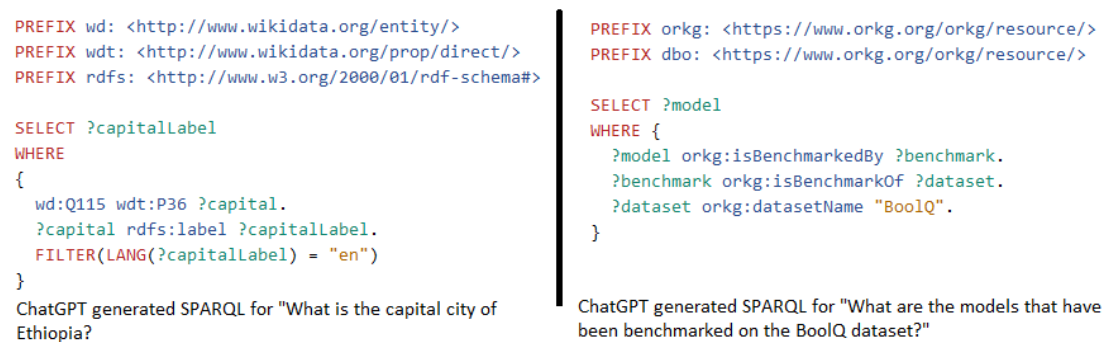 PREFIX wd: <http://www.wikidata.org/entity/>
PREFIX wdt: <http://www.wikidata.org/prop/direct/>
PREFIX rdfs: <http://www.w3.org/2000/01/rdf-schema#>
SELECT ?capitalLabel
WHERE
{
wd:Q115 wdt:P36 ?capital.
?capital rdfs:label ?capitalLabel.
FILTER(LANG(?capitalLabel) = "en")
}
ChatGPT generated SPARQL for "What is the capital city of
Ethiopia?
PREFIX orkg: <https://www.orkg.org/orkg/resource/>
PREFIX dbo: <https://www.orkg.org/orkg/resource/>
SELECT ?model
WHERE {
?model orkg:isBenchmarkedBy ?benchmark.
?benchmark orkg:isBenchmarkOf ?dataset.
?dataset orkg:datasetName "BoolQ".
}
ChatGPT generated SPARQL for "What are the models that have
been benchmarked on the BoolQ dataset?"